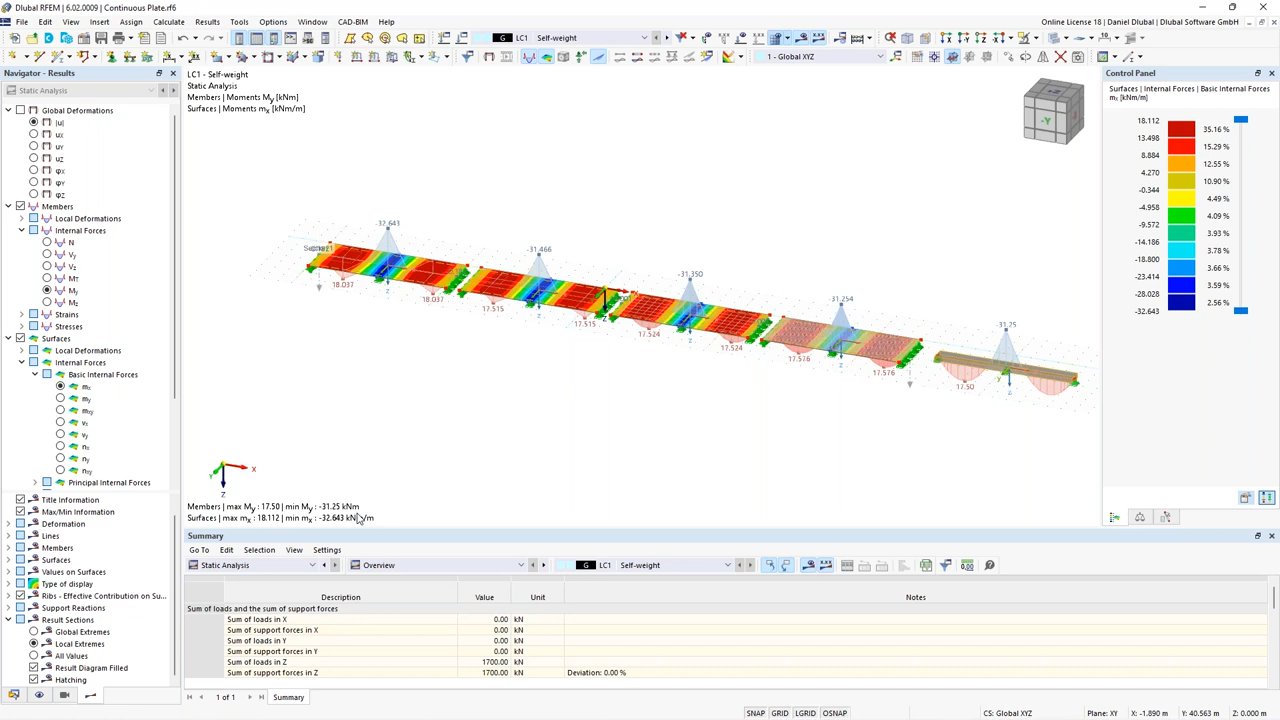 Dlubal RFEM | 6.02.0009 | Continuous Plate.rf6
File Edit View Insert Assign Calculate Results Tools Options Window CAD-BIM Help
Online License 18 | Daniel Dlubal | Dlubal Software GmbH
G LC1 Self-weight
1 - Global XYZ
Navigator - Results
Static Analysis
Global Deformations
|u|
uX
uY
uZ
φX
φY
φZ
Members
Local Deformations
Internal Forces
N
Vy
Vz
MT
My
Mz
Strains
Stresses
Surfaces
Local Deformations
Internal Forces
Basic Internal Forces
mx
my
mxy
vx
vy
nx
ny
nxy
Principal Internal Forces
Title Information
Max/Min Information
Deformation
Lines
Members
Surfaces
Values on Surfaces
Type of display
Ribs - Effective Contribution on Su...
Support Reactions
Result Sections
Global Extremes
Local Extremes
All Values
Result Diagram Filled
Hatching
LC1 - Self-weight
Static Analysis
Members | Moments My [kNm]
Surfaces | Moments mx [kNm/m]
-Y
-32.643
-31.466
-31.350
-31.254
-31.25
18.037
18.037
17.515
17.515
17.524
17.524
17.576
17.576
17.50
X
Y
Z
Members | max My : 17.50 | min My : -31.25 kNm
Surfaces | max mx : 18.112 | min mx : -32.643 kNm/m
Control Panel
Surfaces | Internal Forces | Basic Internal Forces
mx [kNm/m]
18.112
13.498
8.884
4.270
-0.344
-4.958
-9.572
-14.186
-18.800
-23.414
-28.028
-32.643
35.16 %
15.29 %
12.55 %
10.90 %
4.49 %
4.09 %
3.93 %
3.78 %
3.66 %
3.59 %
2.56 %
Summary
Go To Edit Selection View Settings
Static Analysis Overview G LC1 Self-weight
Description Value Unit Notes
Sum of loads and the sum of support forces
Sum of loads in X 0.00 kN
Sum of support forces in X 0.00 kN
Sum of loads in Y 0.00 kN
Sum of support forces in Y 0.00 kN
Sum of loads in Z 1700.00 kN
Sum of support forces in Z 1700.00 kN Deviation: 0.00 %
1 of 1 Summary
SNAP GRID LGRID OSNAP CS: Global XYZ Plane: XY X: -1.890 m Y: 40.563 m Z: 0.000 m